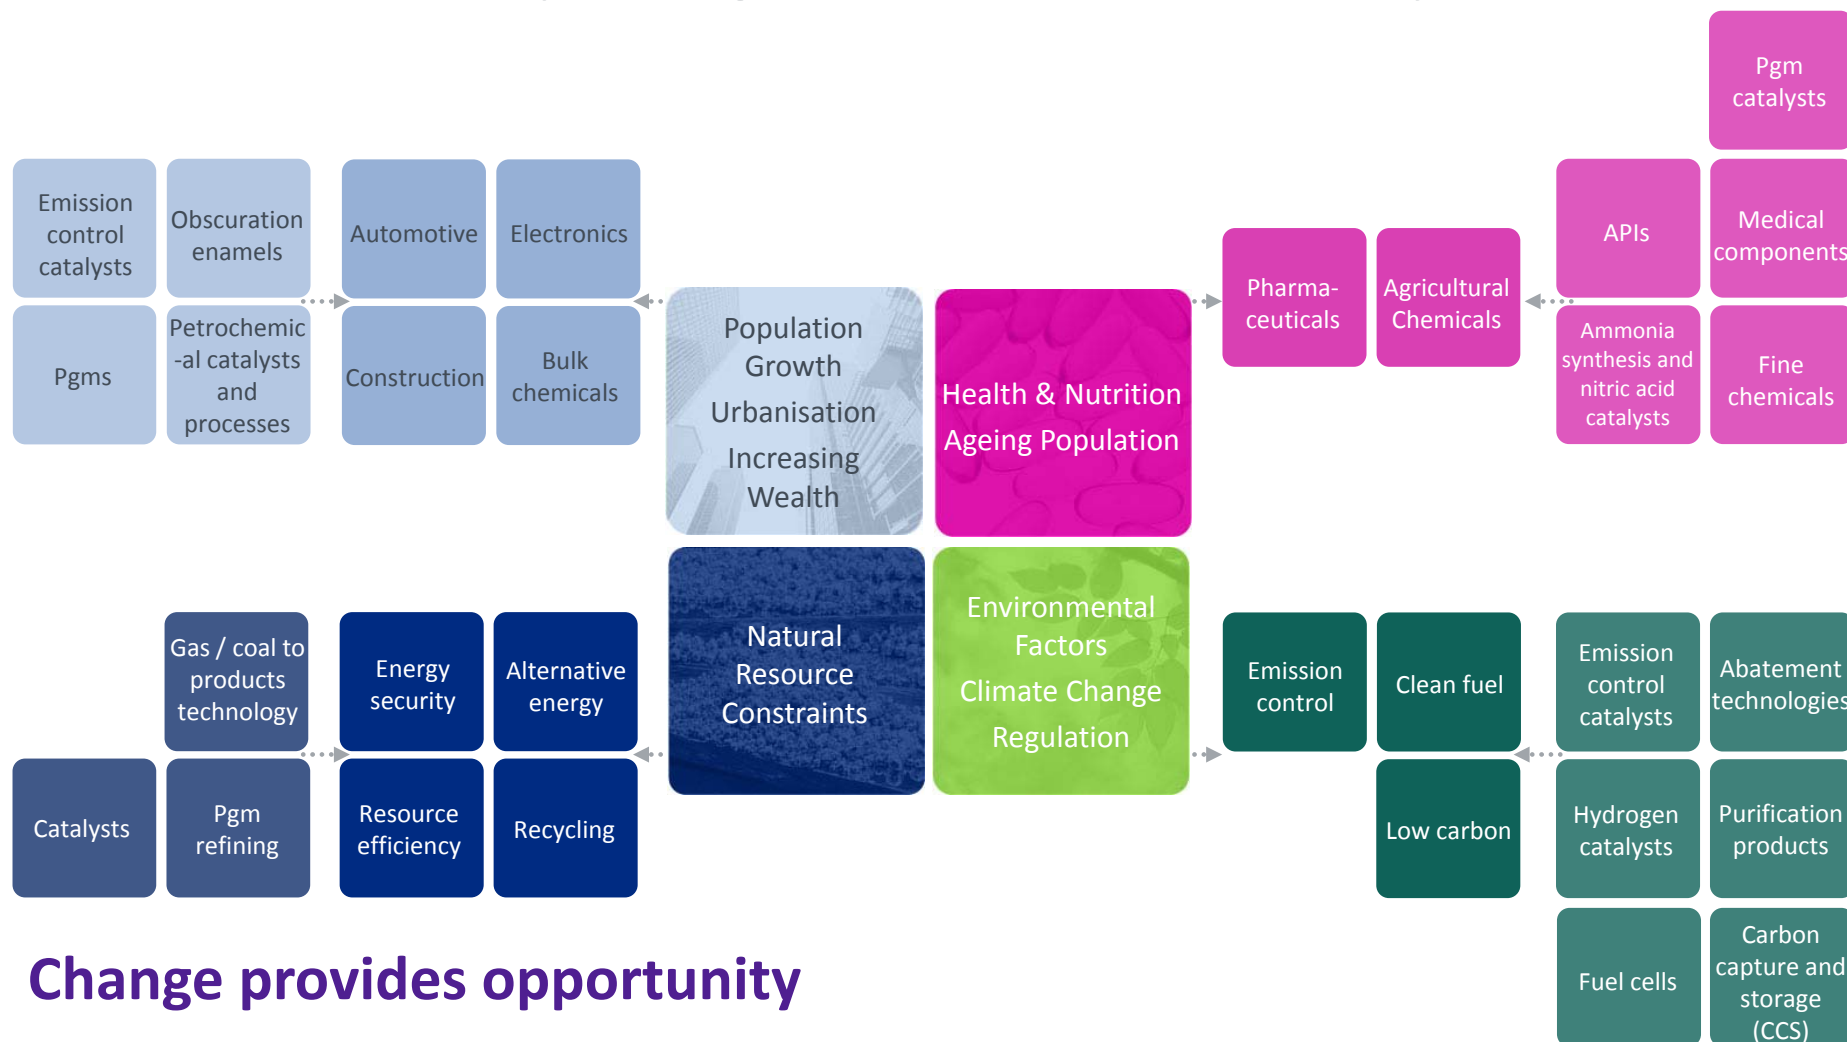 Pgm
catalysts
Emission
control
catalysts
Obscuration
enamels
Automotive
Electronics
APIs
Medical
components
Pgms
Petrochemic
-al catalysts
and
processes
Construction
Bulk
chemicals
Population
Growth
Urbanisation
Increasing
Wealth
Health & Nutrition
Ageing Population
Pharma-
ceuticals
Agricultural
Chemicals
Ammonia
synthesis and
nitric acid
catalysts
Fine
chemicals
Gas / coal to
products
technology
Energy
security
Alternative
energy
Natural
Resource
Constraints
Environmental
Factors
Climate Change
Regulation
Emission
control
Clean fuel
Emission
control
catalysts
Abatement
technologies
Catalysts
Pgm
refining
Resource
efficiency
Recycling
Low carbon
Hydrogen
catalysts
Purification
products
Fuel cells
Carbon
capture and
storage
(CCS)
Change provides opportunity